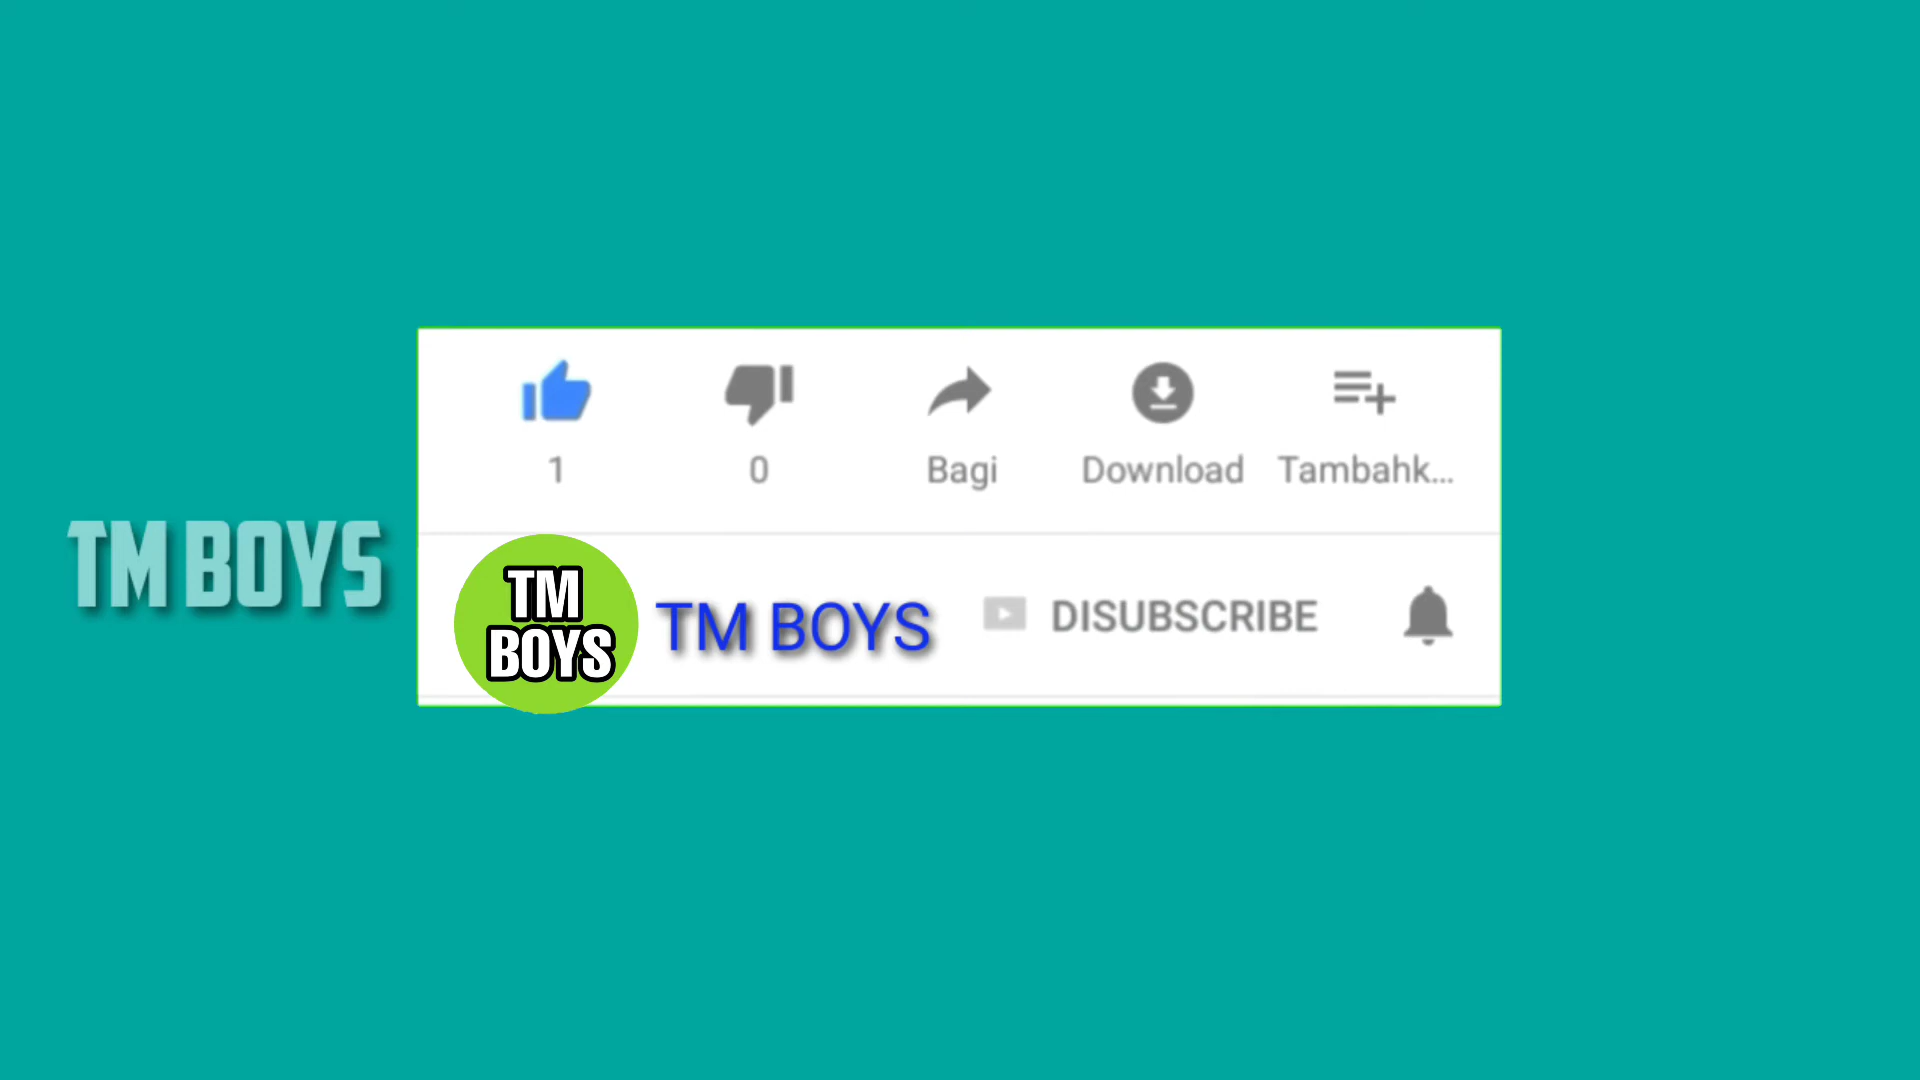 1
0
Bagi
Download
Tambahk...
TM BOYS
TM
BOYS
TM BOYS
DISUBSCRIBE